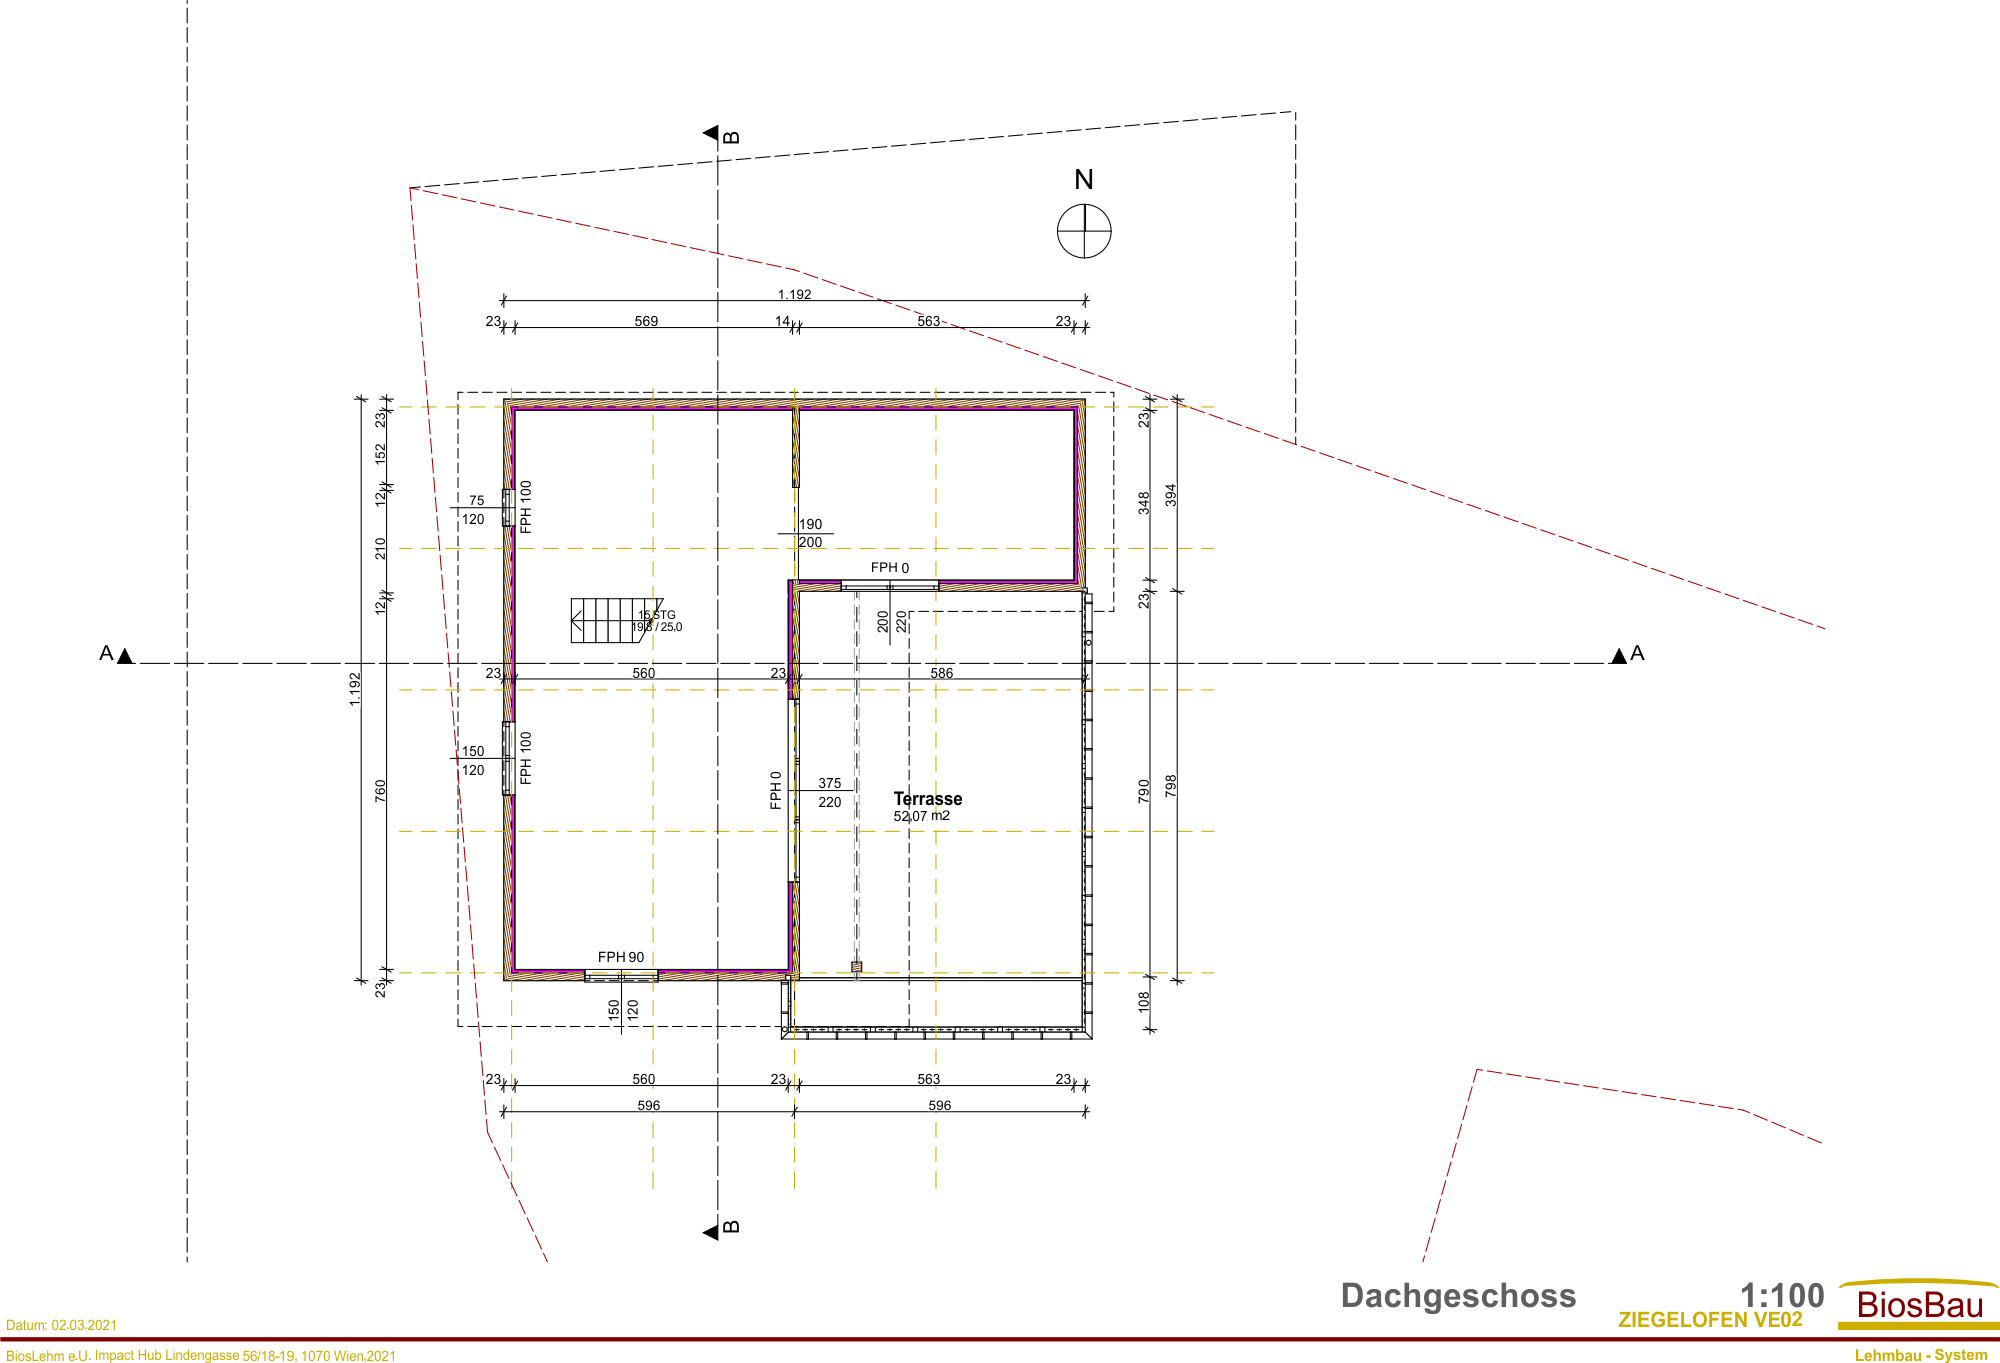 B
N
1.192
23
569
14
563
23
23
152
12
210
12
760
23
1.192
75
120
FPH 100
190
200
FPH 0
200
220
15 STG
19,8 / 25,0
23
348
394
23
790
798
108
A
A
23
560
23
586
150
120
FPH 100
FPH 0
375
220
Terrasse
52,07 m2
FPH 90
150
120
23
560
23
563
23
596
596
B
Dachgeschoss
1:100
ZIEGELOFEN VE02
BiosBau
Lehmbau - System
Datum: 02.03.2021
BiosLehm e.U. Impact Hub Lindengasse 56/18-19, 1070 Wien,2021